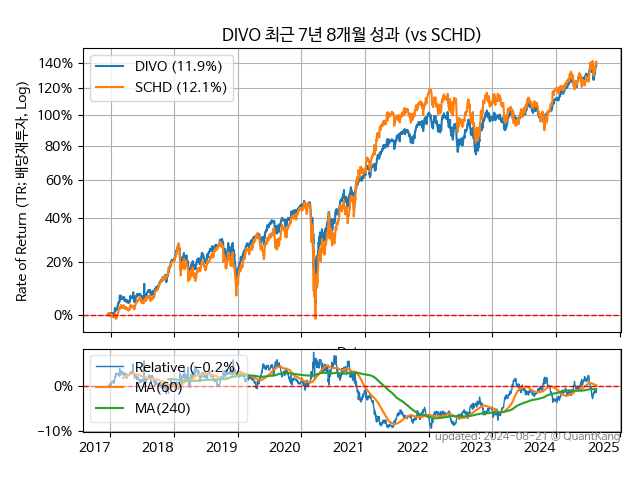 DIVO 최근 7년 8개월 성과 (vs SCHD)
Rate of Return (TR; 배당재투자, Log)
140%
120%
100%
80%
60%
40%
20%
0%
DIVO (11.9%)
SCHD (12.1%)
2017 2018 2019 2020 2021 2022 2023 2024 2025
0%
−10%
Relative (−0.2%)
MA(60)
MA(240)
updated: 2024-08-21 @ QuantKang